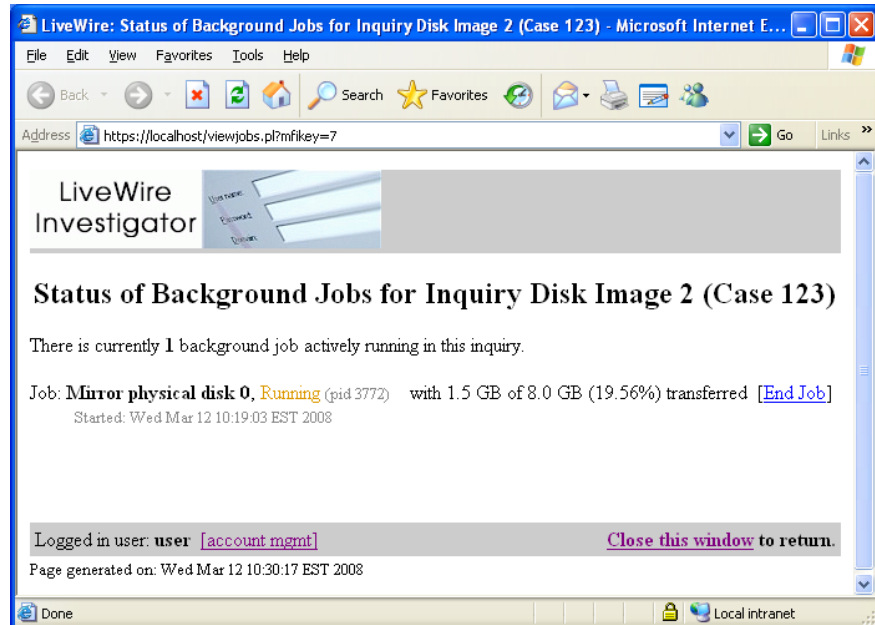 LiveWire: Status of Background Jobs for Inquiry Disk Image 2 (Case 123) - Microsoft Internet E...
File Edit View Favorites Tools Help
Back Search Favorites
Address https://localhost/viewjobs.pl?mfikey=7 Go Links »
LiveWire
Investigator
User name:
Password:
Domain:
Status of Background Jobs for Inquiry Disk Image 2 (Case 123)
There is currently 1 background job actively running in this inquiry.
Job: Mirror physical disk 0, Running (pid 3772) with 1.5 GB of 8.0 GB (19.56%) transferred [End Job]
Started: Wed Mar 12 10:19:03 EST 2008
Logged in user: user [account mgmt] Close this window to return.
Page generated on: Wed Mar 12 10:30:17 EST 2008
Done Local intranet